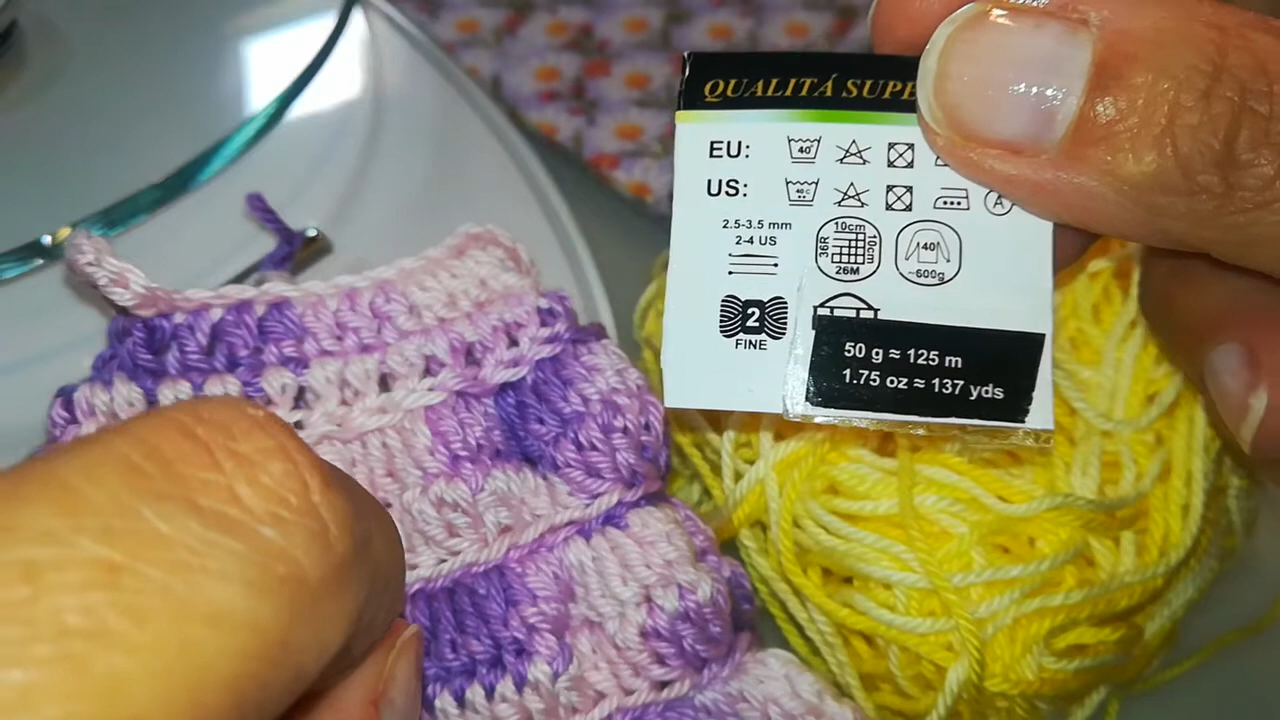 QUALITÁ SUPE
EU: 40
US: 40 C A
2.5-3.5 mm
2-4 US
10cm
36R
10cm
26M
40
~600g
2
FINE
50 g ≈ 125 m
1.75 oz ≈ 137 yds